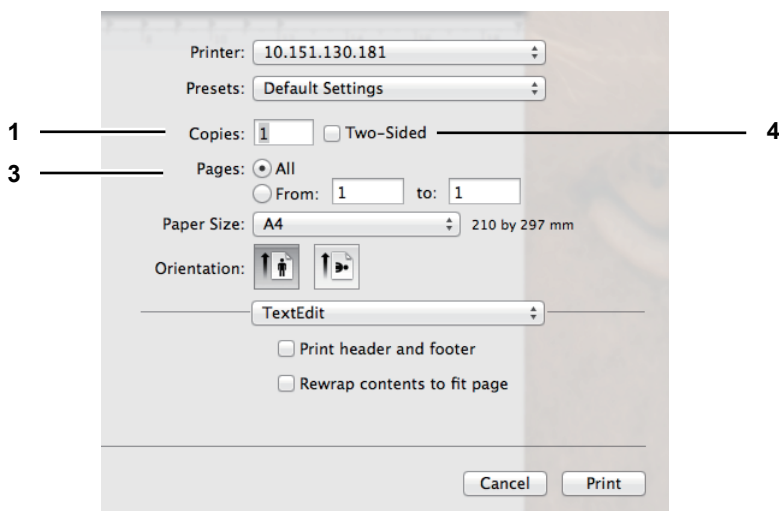 Printer: 10.151.130.181
Presets: Default Settings
1 Copies: 1 Two-Sided 4
3 Pages: All
From: 1 to: 1
Paper Size: A4 210 by 297 mm
Orientation:
TextEdit
Print header and footer
Rewrap contents to fit page
Cancel Print